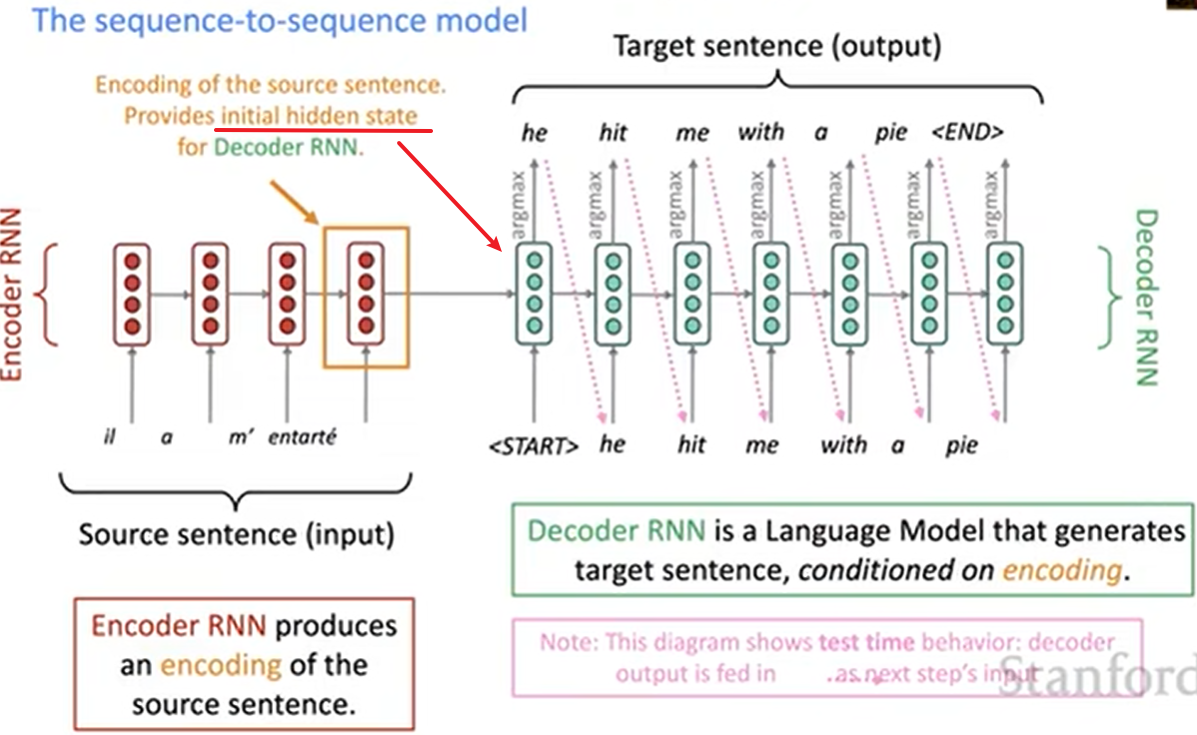 The sequence-to-sequence model
Target sentence (output)
Encoding of the source sentence.
Provides initial hidden state
for Decoder RNN.
he hit me with a pie <END>
argmax argmax argmax argmax argmax argmax argmax
Encoder RNN
Decoder RNN
il a m’ entarté
<START> he hit me with a pie
Source sentence (input)
Decoder RNN is a Language Model that generates
target sentence, conditioned on encoding.
Encoder RNN produces
an encoding of the
source sentence.
Note: This diagram shows test time behavior: decoder
output is fed in as next step’s input
Stanford